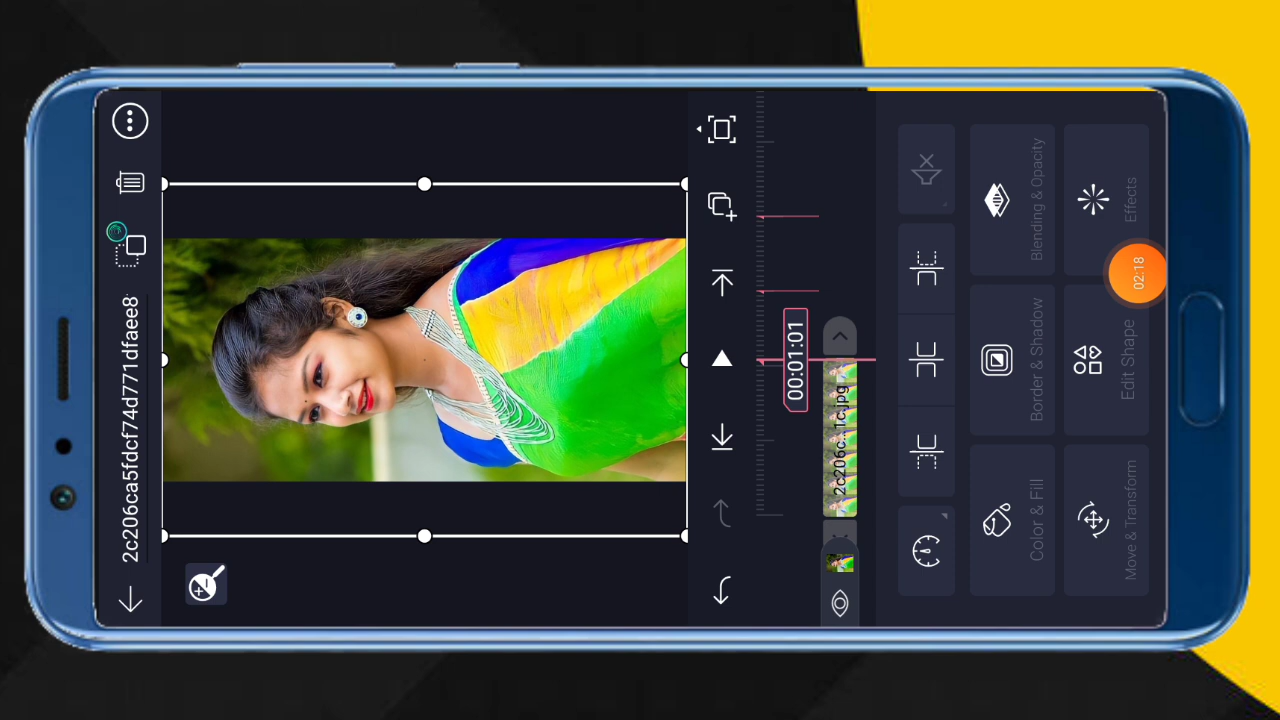 2c206ca5fdcf74d771dfaee8
00:01:01
2c206c...1c.jpg
Color & Fill
Border & Shadow
Blending & Opacity
Move & Transform
Edit Shape
Effects
02:18